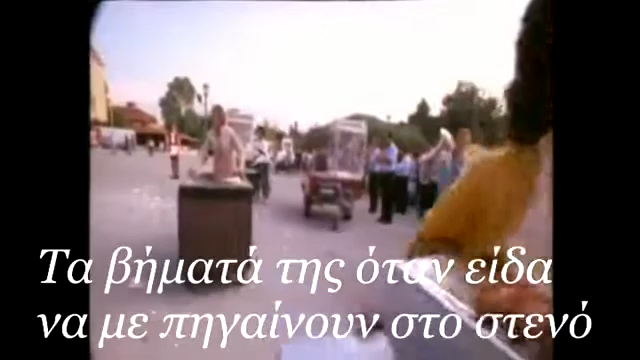 Τα βήματά της όταν είδα
να με πηγαίνουν στο στενό